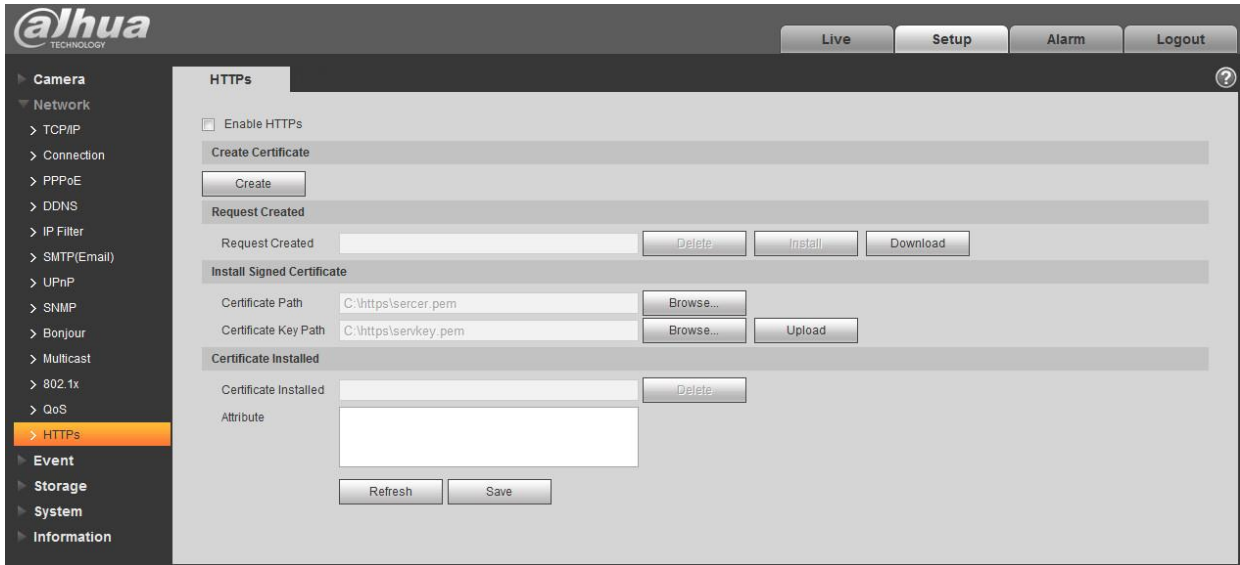 alhua
TECHNOLOGY
Live
Setup
Alarm
Logout
Camera
Network
TCP/IP
Connection
PPPoE
DDNS
IP Filter
SMTP(Email)
UPnP
SNMP
Bonjour
Multicast
802.1x
QoS
HTTPs
Event
Storage
System
Information
HTTPs
?
Enable HTTPs
Create Certificate
Create
Request Created
Request Created Delete Install Download
Install Signed Certificate
Certificate Path C:\https\sercer.pem Browse...
Certificate Key Path C:\https\servkey.pem Browse... Upload
Certificate Installed
Certificate Installed Delete
Attribute
Refresh Save